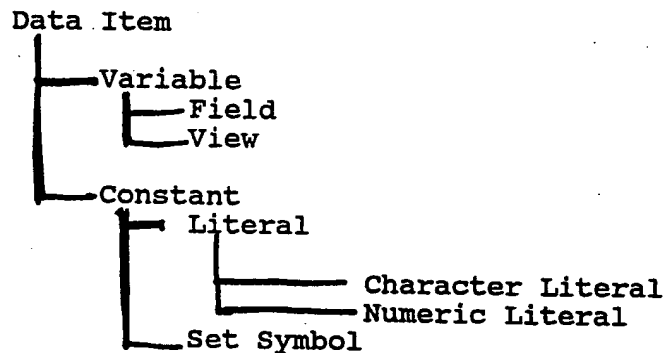 Data Item
Variable
Field
View
Constant
Literal
Character Literal
Numeric Literal
Set Symbol